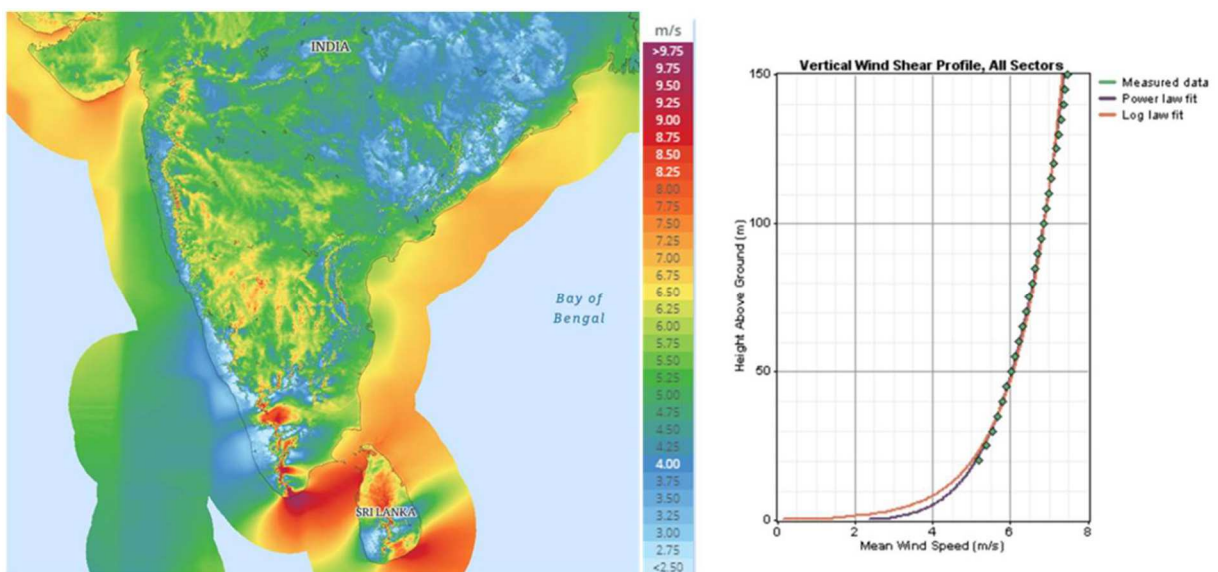 INDIA
Bay of
Bengal
SRI LANKA
m/s
>9.75
9.75
9.50
9.25
9.00
8.75
8.50
8.25
8.00
7.75
7.50
7.25
7.00
6.75
6.50
6.25
6.00
5.75
5.50
5.25
5.00
4.75
4.50
4.25
4.00
3.75
3.50
3.25
3.00
2.75
<2.50
Vertical Wind Shear Profile, All Sectors
150
100
50
0
Height Above Ground (m)
0 2 4 6 8
Mean Wind Speed (m/s)
Measured data
Power law fit
Log law fit